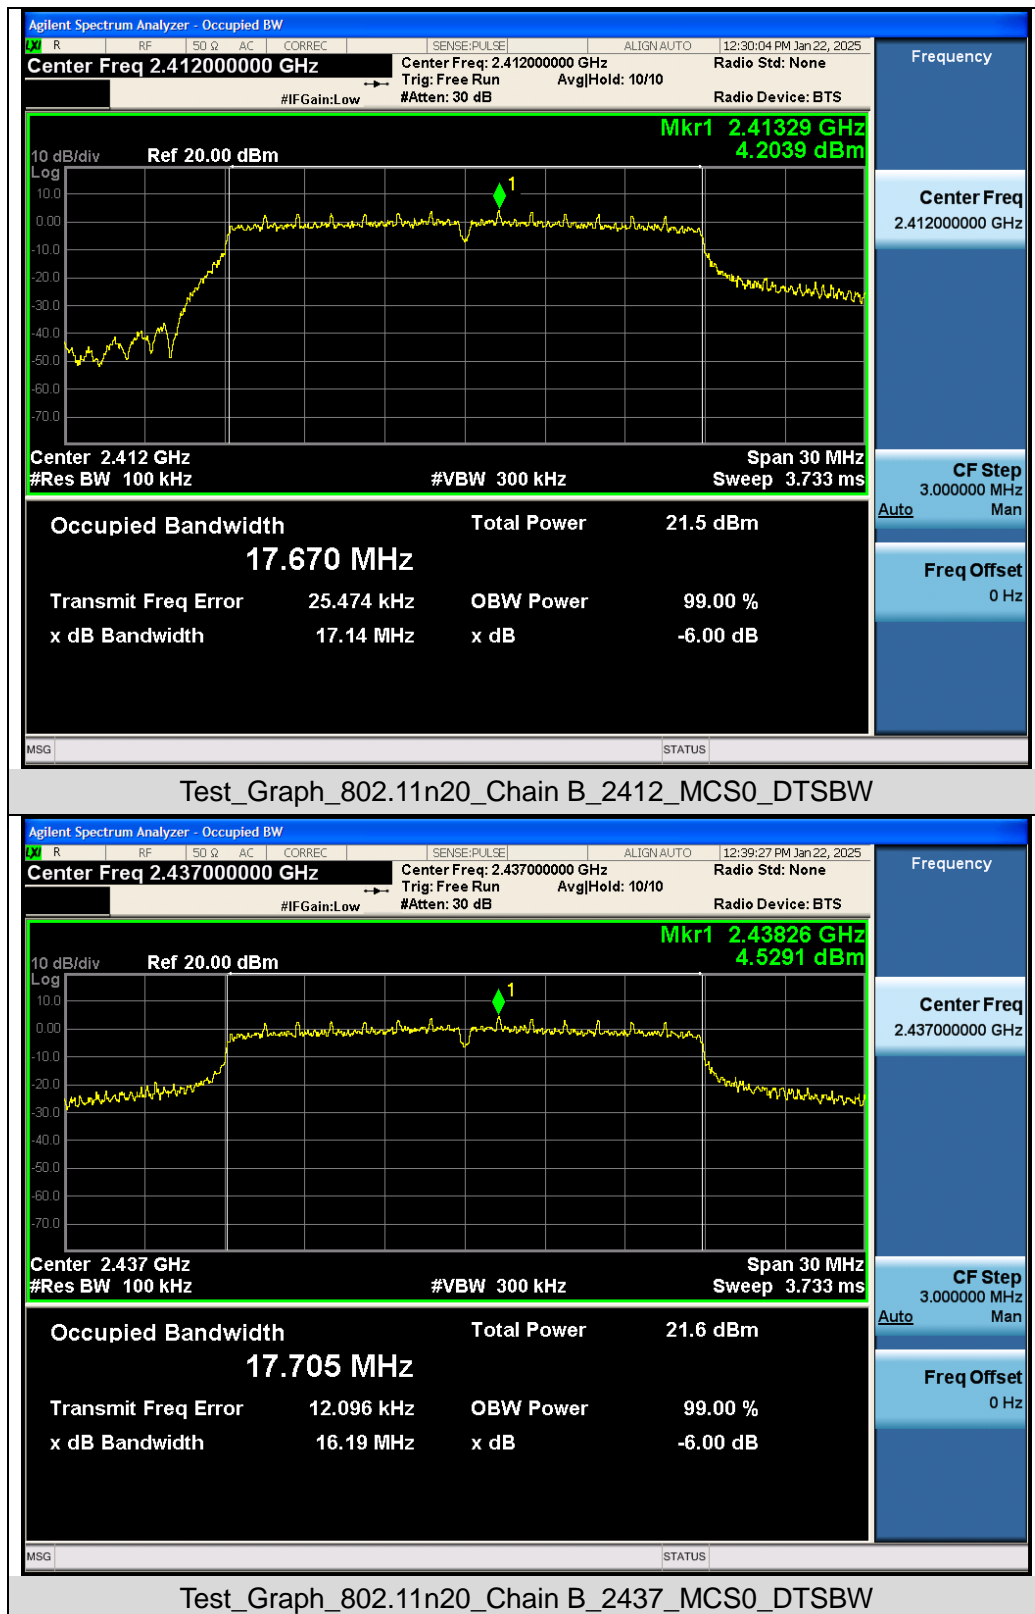 Agilent Spectrum Analyzer - Occupied BW
LXI R RF 50 Ω AC CORREC SENSE:PULSE ALIGN AUTO 12:30:04 PM Jan 22, 2025
Center Freq 2.412000000 GHz
Center Freq: 2.412000000 GHz
Radio Std: None
Trig: Free Run Avg|Hold: 10/10
#IFGain:Low #Atten: 30 dB Radio Device: BTS
Frequency
Mkr1 2.41329 GHz
4.2039 dBm
10 dB/div Ref 20.00 dBm
Log
1
10.0
0.00
-10.0
-20.0
-30.0
-40.0
-50.0
-60.0
-70.0
Center Freq
2.412000000 GHz
Center 2.412 GHz Span 30 MHz
#Res BW 100 kHz #VBW 300 kHz Sweep 3.733 ms
CF Step
3.000000 MHz
Auto Man
Freq Offset
0 Hz
Occupied Bandwidth Total Power 21.5 dBm
17.670 MHz
Transmit Freq Error 25.474 kHz OBW Power 99.00 %
x dB Bandwidth 17.14 MHz x dB -6.00 dB
MSG STATUS
Test_Graph_802.11n20_Chain B_2412_MCS0_DTSBW
Agilent Spectrum Analyzer - Occupied BW
LXI R RF 50 Ω AC CORREC SENSE:PULSE ALIGN AUTO 12:39:27 PM Jan 22, 2025
Center Freq 2.437000000 GHz
Center Freq: 2.437000000 GHz
Radio Std: None
Trig: Free Run Avg|Hold: 10/10
#IFGain:Low #Atten: 30 dB Radio Device: BTS
Frequency
Mkr1 2.43826 GHz
4.5291 dBm
10 dB/div Ref 20.00 dBm
Log
1
10.0
0.00
-10.0
-20.0
-30.0
-40.0
-50.0
-60.0
-70.0
Center Freq
2.437000000 GHz
Center 2.437 GHz Span 30 MHz
#Res BW 100 kHz #VBW 300 kHz Sweep 3.733 ms
CF Step
3.000000 MHz
Auto Man
Freq Offset
0 Hz
Occupied Bandwidth Total Power 21.6 dBm
17.705 MHz
Transmit Freq Error 12.096 kHz OBW Power 99.00 %
x dB Bandwidth 16.19 MHz x dB -6.00 dB
MSG STATUS
Test_Graph_802.11n20_Chain B_2437_MCS0_DTSBW